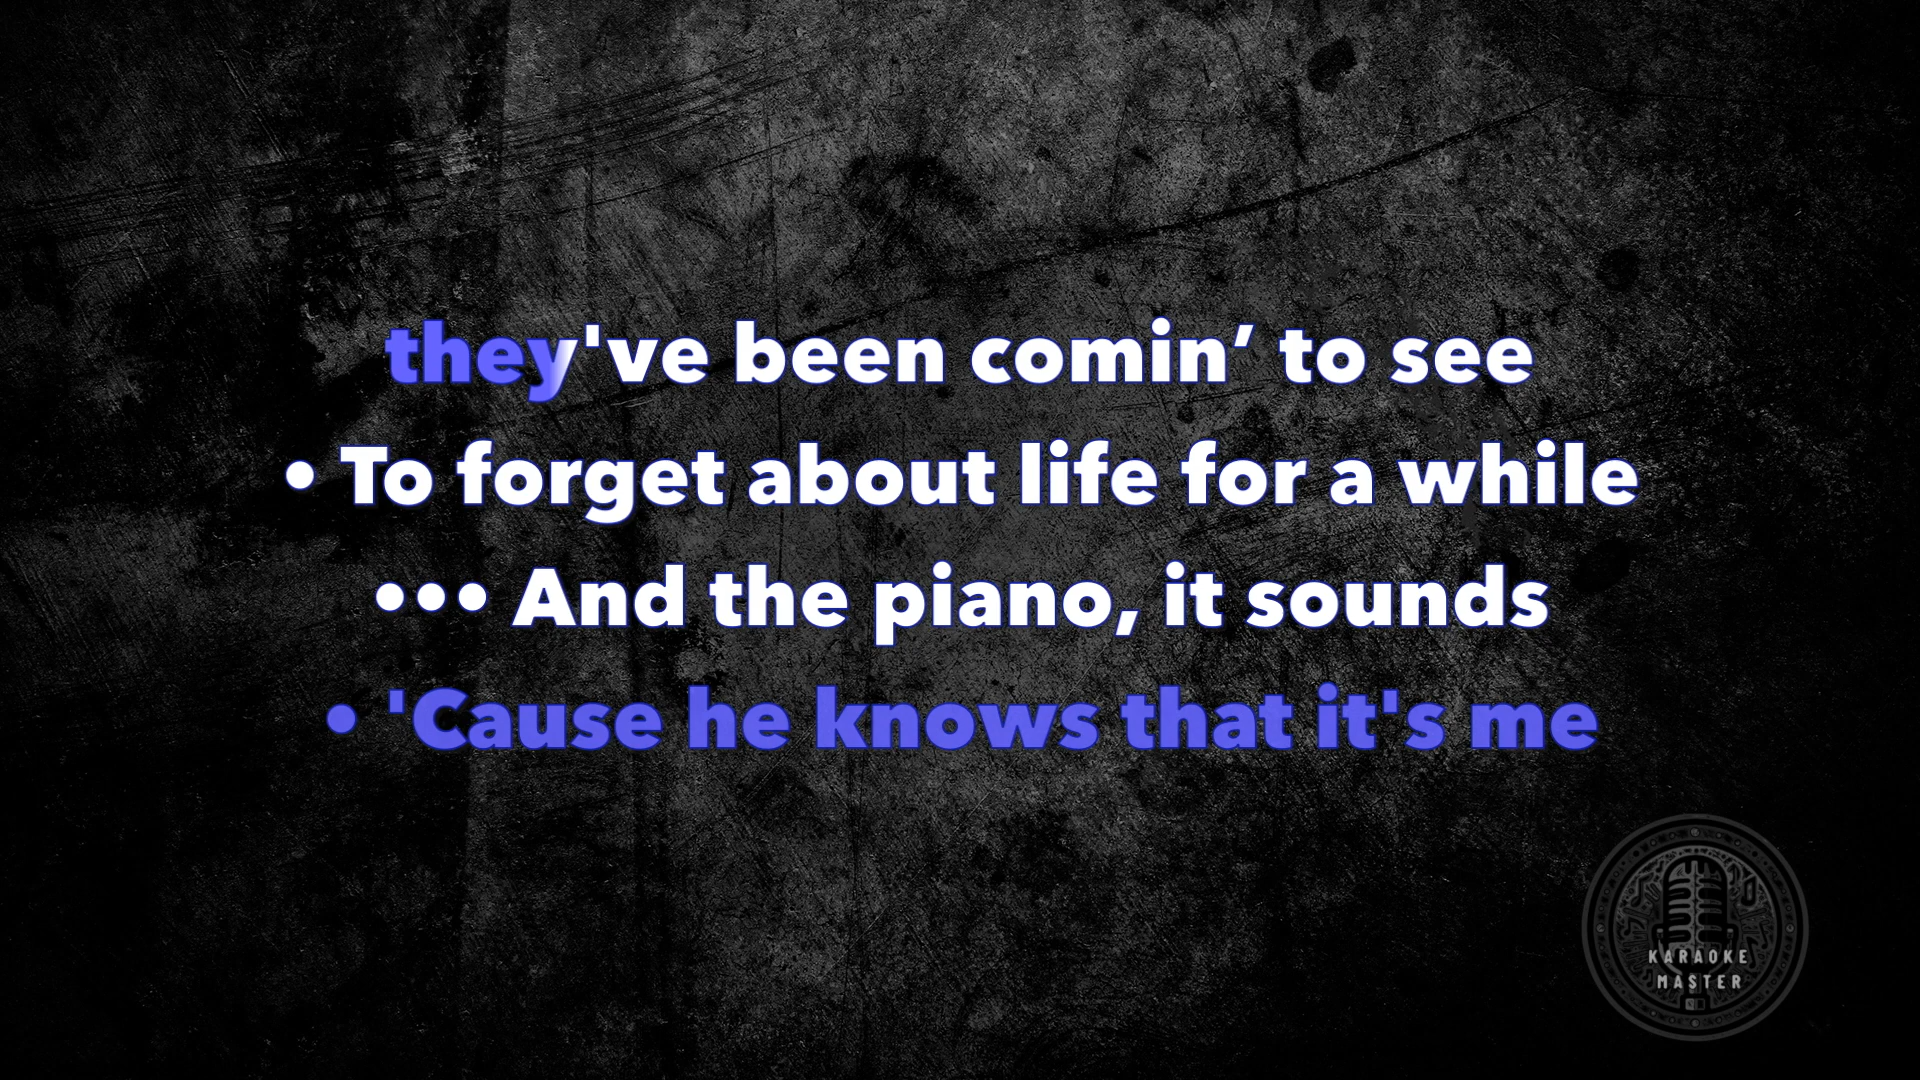 they've been comin’ to see
• To forget about life for a while
••• And the piano, it sounds
• 'Cause he knows that it's me
KARAOKE
MASTER